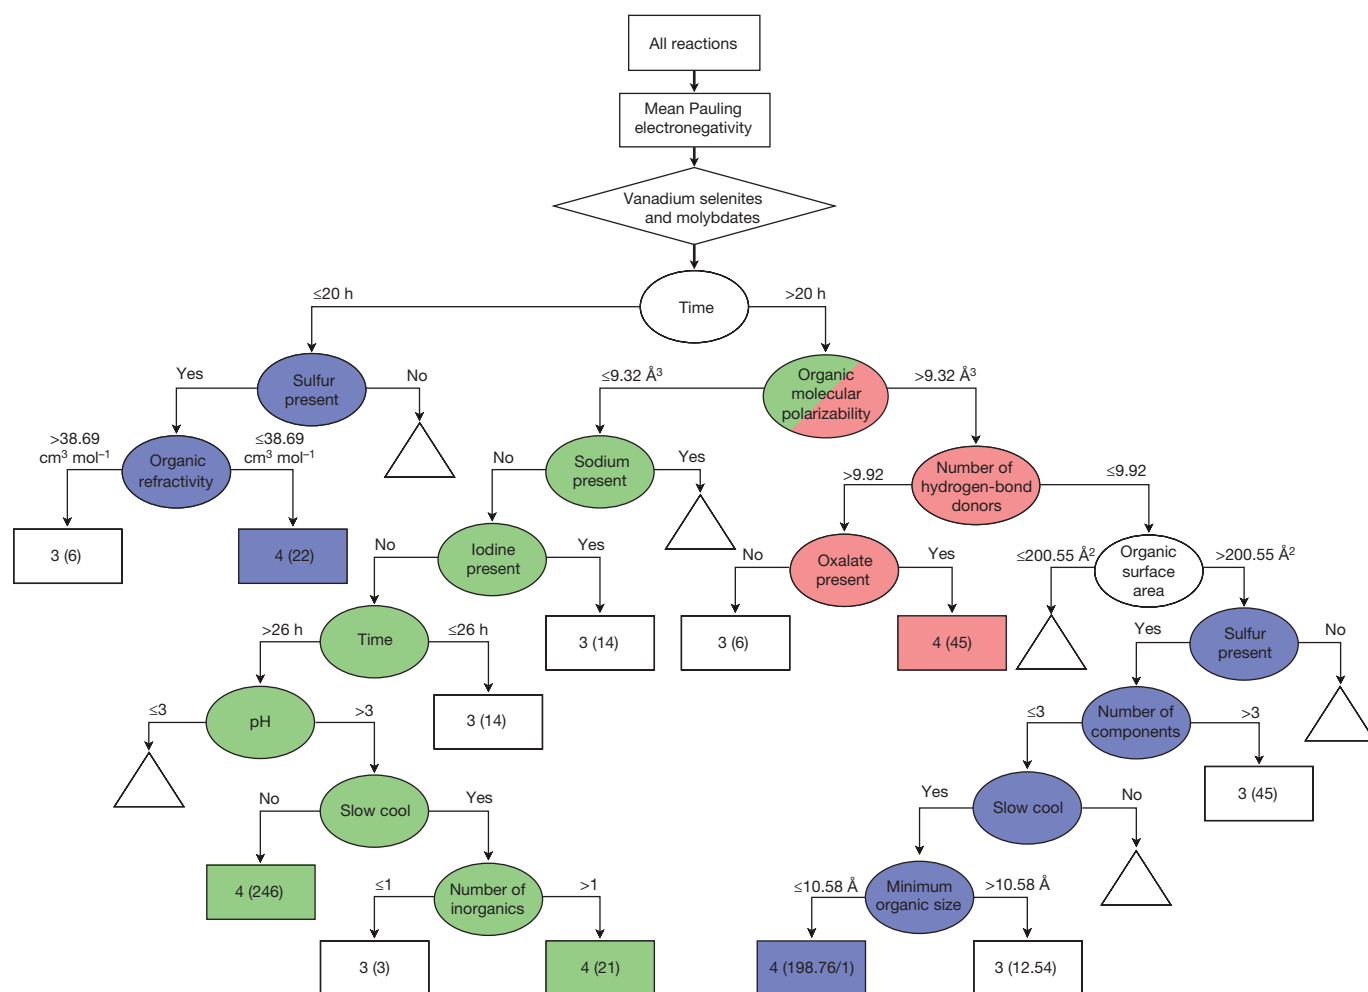 All reactions
Mean Pauling
electronegativity
Vanadium selenites
and molybdates
≤20 h
Time
>20 h
Yes
Sulfur
present
No
≤9.32 Å³
Organic
molecular
polarizability
>9.32 Å³
>38.69
cm³ mol⁻¹
Organic
refractivity
≤38.69
cm³ mol⁻¹
No
Sodium
present
Yes
>9.92
Number of
hydrogen-bond
donors
≤9.92
3 (6)
4 (22)
No
Iodine
present
Yes
No
Oxalate
present
Yes
≤200.55 Å²
Organic
surface
area
>200.55 Å²
>26 h
Time
≤26 h
3 (14)
3 (6)
4 (45)
Yes
Sulfur
present
No
≤3
pH
>3
3 (14)
≤3
Number of
components
>3
No
Slow cool
Yes
Yes
Slow cool
No
3 (45)
4 (246)
≤1
Number of
inorganics
>1
≤10.58 Å
Minimum
organic size
>10.58 Å
3 (3)
4 (21)
4 (198.76/1)
3 (12.54)